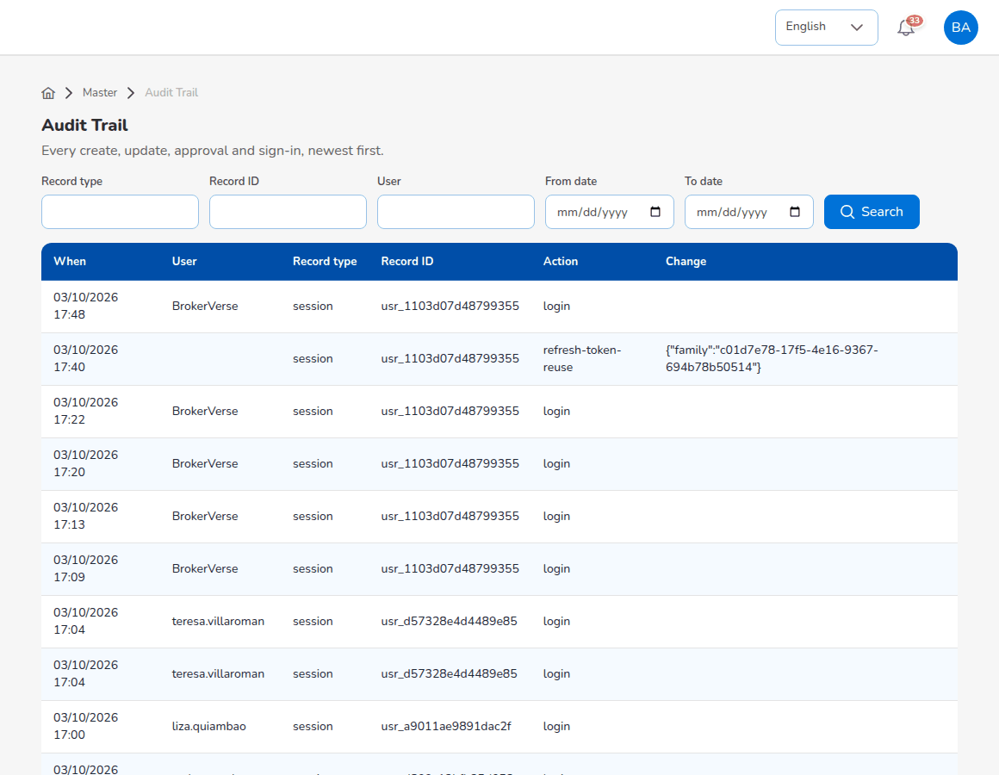 English
33
BA
Master
Audit Trail
Audit Trail
Every create, update, approval and sign-in, newest first.
Record type Record ID User From date To date
mm/dd/yyyy mm/dd/yyyy Search
When User Record type Record ID Action Change
03/10/2026 17:48 BrokerVerse session usr_1103d07d48799355 login
03/10/2026 17:40 session usr_1103d07d48799355 refresh-token-reuse {"family":"c01d7e78-17f5-4e16-9367-694b78b50514"}
03/10/2026 17:22 BrokerVerse session usr_1103d07d48799355 login
03/10/2026 17:20 BrokerVerse session usr_1103d07d48799355 login
03/10/2026 17:13 BrokerVerse session usr_1103d07d48799355 login
03/10/2026 17:09 BrokerVerse session usr_1103d07d48799355 login
03/10/2026 17:04 teresa.villaroman session usr_d57328e4d4489e85 login
03/10/2026 17:04 teresa.villaroman session usr_d57328e4d4489e85 login
03/10/2026 17:00 liza.quiambao session usr_a9011ae9891dac2f login
03/10/2026